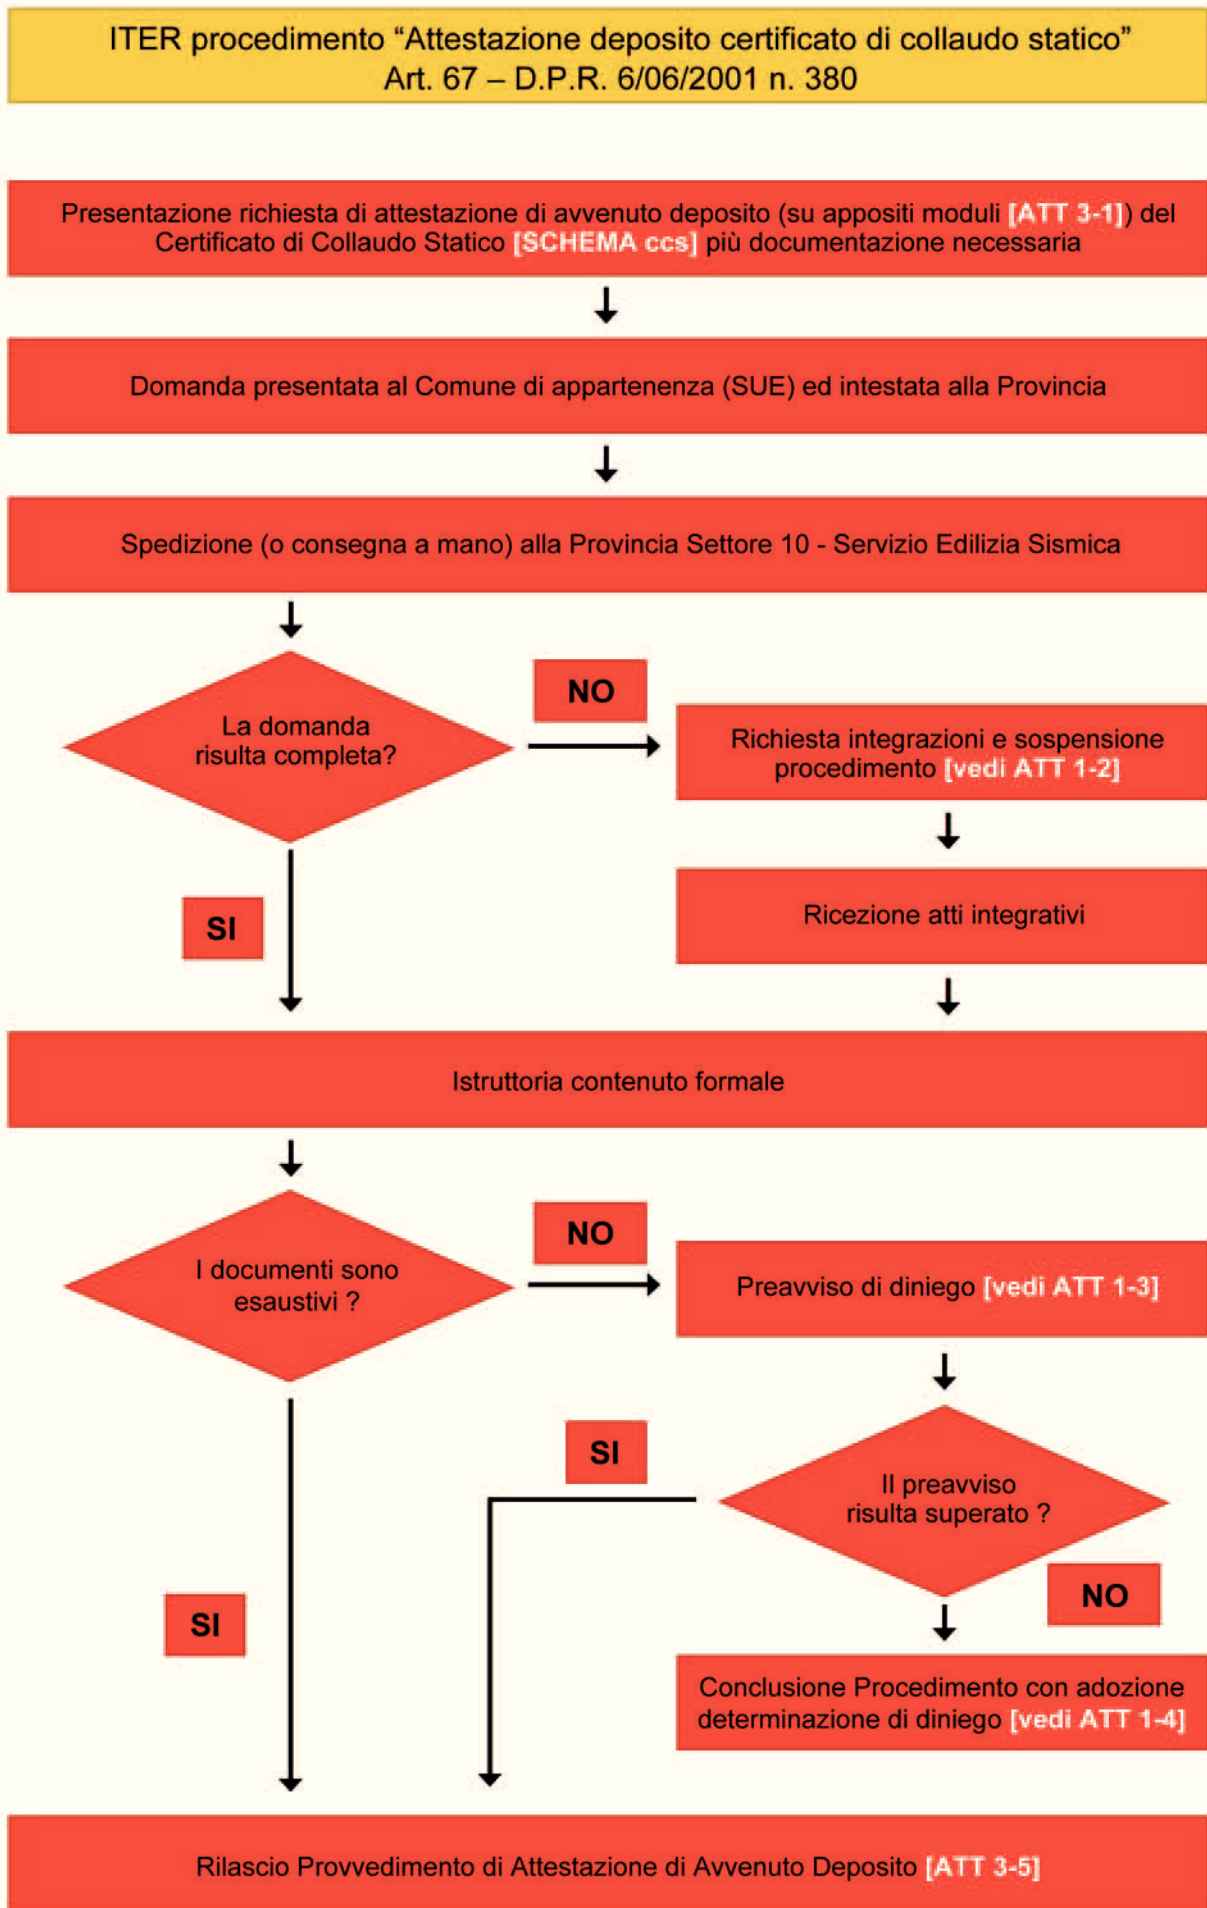 ITER procedimento “Attestazione deposito certificato di collaudo statico”
Art. 67 – D.P.R. 6/06/2001 n. 380
Presentazione richiesta di attestazione di avvenuto deposito (su appositi moduli [ATT 3-1]) del
Certificato di Collaudo Statico [SCHEMA ccs] più documentazione necessaria
Domanda presentata al Comune di appartenenza (SUE) ed intestata alla Provincia
Spedizione (o consegna a mano) alla Provincia Settore 10 - Servizio Edilizia Sismica
La domanda
risulta completa?
NO
Richiesta integrazioni e sospensione
procedimento [vedi ATT 1-2]
SI
Ricezione atti integrativi
Istruttoria contenuto formale
I documenti sono
esaustivi ?
NO
Preavviso di diniego [vedi ATT 1-3]
SI
Il preavviso
risulta superato ?
NO
SI
Conclusione Procedimento con adozione
determinazione di diniego [vedi ATT 1-4]
Rilascio Provvedimento di Attestazione di Avvenuto Deposito [ATT 3-5]